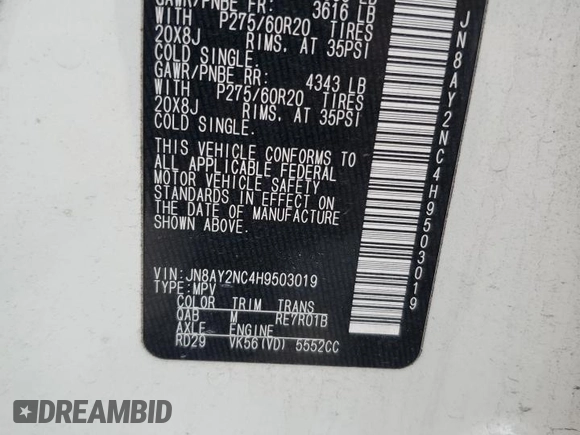 GAWR/PNBE FR: 3616 LB
WITH P275/60R20 TIRES
20X8J RIMS. AT 35PSI
COLD SINGLE.
GAWR/PNBE RR: 4343 LB
WITH P275/60R20 TIRES
20X8J RIMS. AT 35PSI
COLD SINGLE.
THIS VEHICLE CONFORMS TO
ALL APPLICABLE FEDERAL
MOTOR VEHICLE SAFETY
STANDARDS IN EFFECT ON
THE DATE OF MANUFACTURE
SHOWN ABOVE.
VIN: JN8AY2NC4H9503019
TYPE: MPV
COLOR TRIM TRANS
QAB M RE7R01B
AXLE ENGINE
RD29 VK56(VD) 5552CC
JN8AY2NC4H9503019
DREAMBID